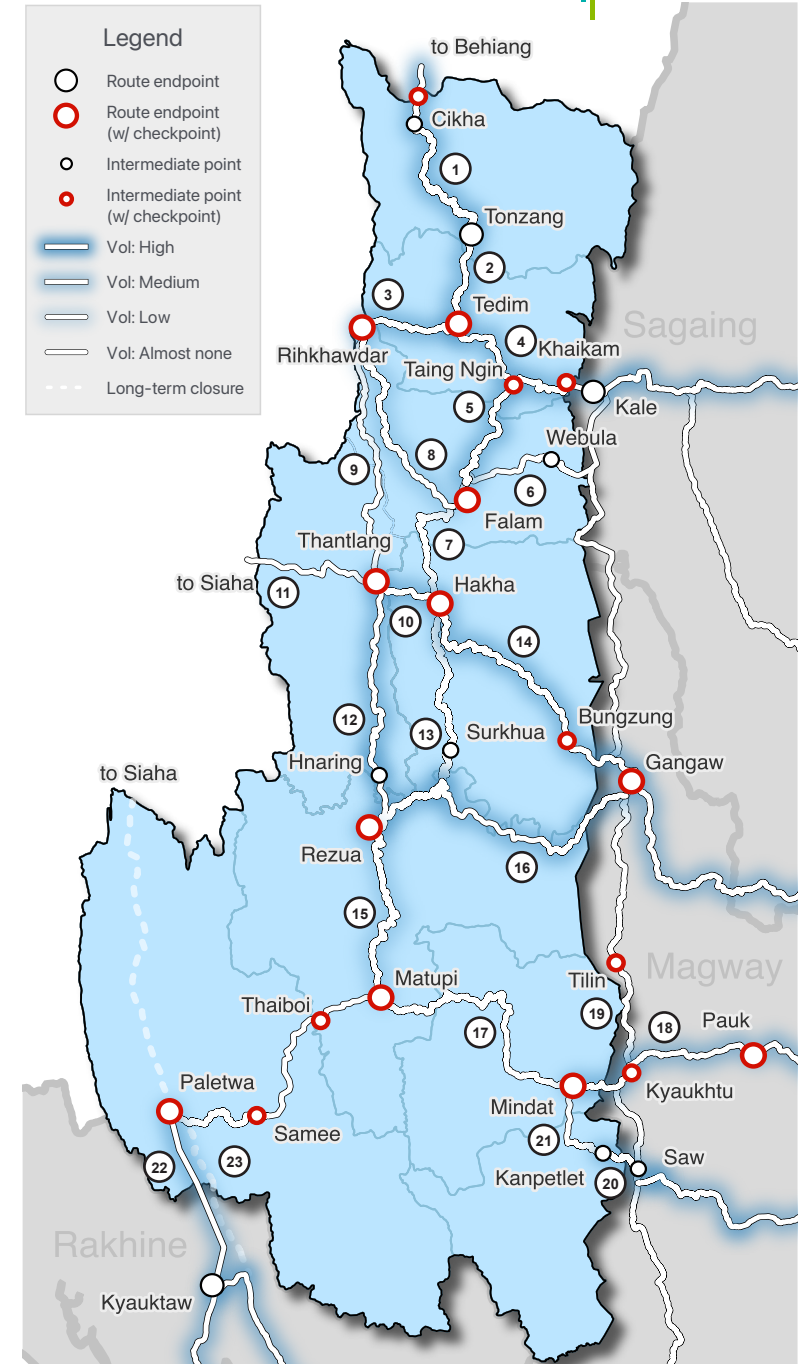 Legend
Route endpoint
Route endpoint
(w/ checkpoint)
Intermediate point
Intermediate point
(w/ checkpoint)
Vol: High
Vol: Medium
Vol: Low
Vol: Almost none
Long-term closure
to Behiang
Cikha
1
Tonzang
2
3
Tedim
Sagaing
4
Khaikam
Rihkhawdar
Taing Ngin
5
Kale
Webula
8
9
6
Falam
Thantlang
7
to Siaha
11
Hakha
10
14
12
13
Surkhua
Bungzung
Hnaring
Gangaw
to Siaha
Rezua
16
15
Magway
Matupi
Tilin
Thaiboi
19
18
Pauk
17
Paletwa
Kyaukhtu
Mindat
Samee
21
22
23
Kanpetlet
20
Saw
Rakhine
Kyauktaw